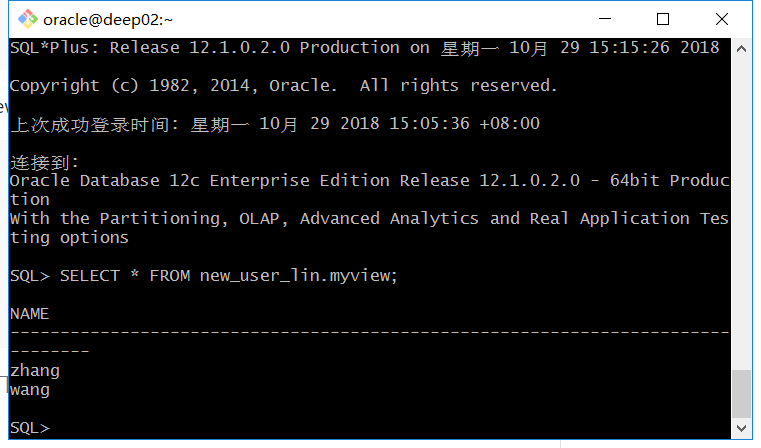 oracle@deep02:~
SQL*Plus: Release 12.1.0.2.0 Production on 星期一 10月 29 15:15:26 2018
Copyright (c) 1982, 2014, Oracle.  All rights reserved.
上次成功登录时间: 星期一 10月 29 2018 15:05:36 +08:00
连接到:
Oracle Database 12c Enterprise Edition Release 12.1.0.2.0 - 64bit Produc
tion
With the Partitioning, OLAP, Advanced Analytics and Real Application Tes
ting options
SQL> SELECT * FROM new_user_lin.myview;
NAME
------------------------------------------------------------------------
--------
zhang
wang
SQL>